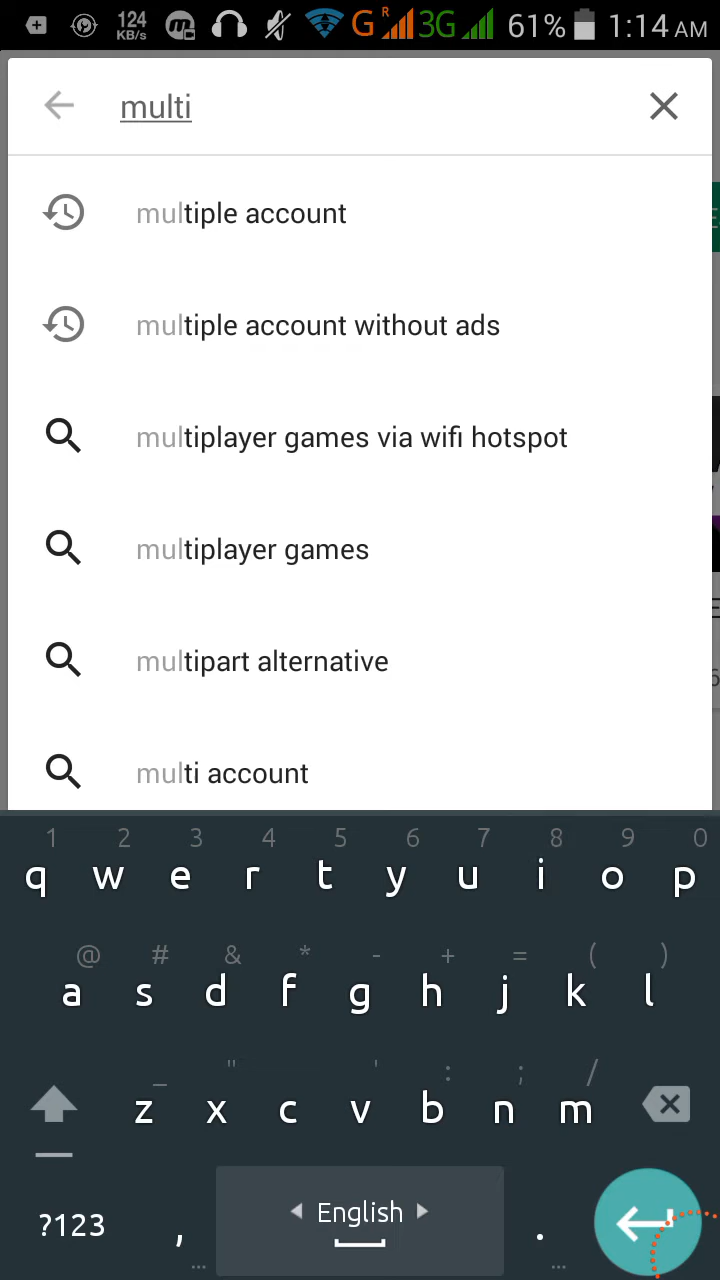 124 KB/s G R 3G 61% 1:14 AM
multi
multiple account
multiple account without ads
multiplayer games via wifi hotspot
multiplayer games
multipart alternative
multi account
1 2 3 4 5 6 7 8 9 0
q w e r t y u i o p
@ # & * - + = ( )
a s d f g h j k l
_ " ' : ; /
z x c v b n m
?123 , English .